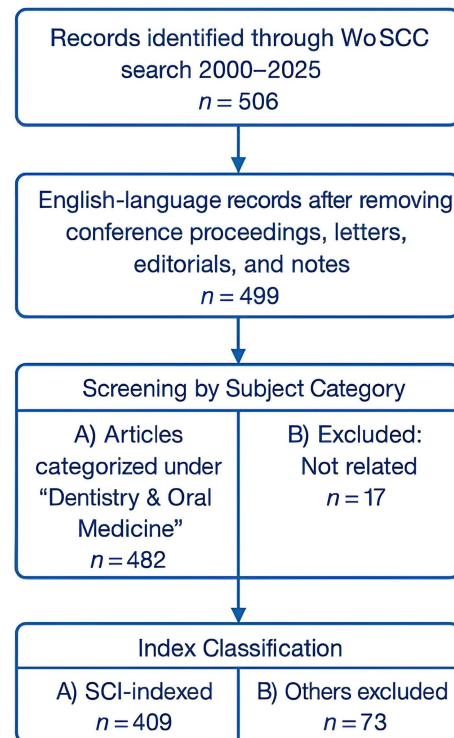 Records identified through WoSCC
search 2000–2025
n = 506
English-language records after removing
conference proceedings, letters,
editorials, and notes
n = 499
Screening by Subject Category
A) Articles
categorized under
“Dentistry & Oral
Medicine”
n = 482
B) Excluded:
Not related
n = 17
Index Classification
A) SCI-indexed
n = 409
B) Others excluded
n = 73